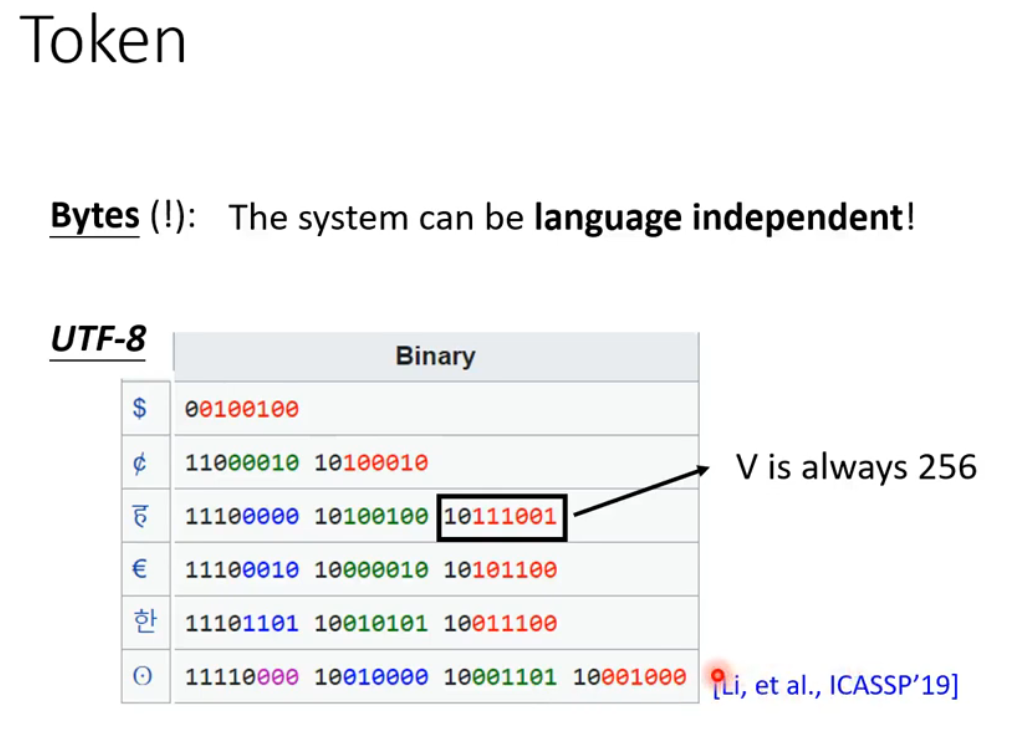 Token
Bytes (!): The system can be language independent!
UTF-8
Binary
$ 00100100
¢ 11000010 10100010
ह 11100000 10100100 10111001
V is always 256
€ 11100010 10000010 10101100
한 11101101 10010101 10011100
𐍈 11110000 10010000 10001101 10001000
[Li, et al., ICASSP’19]